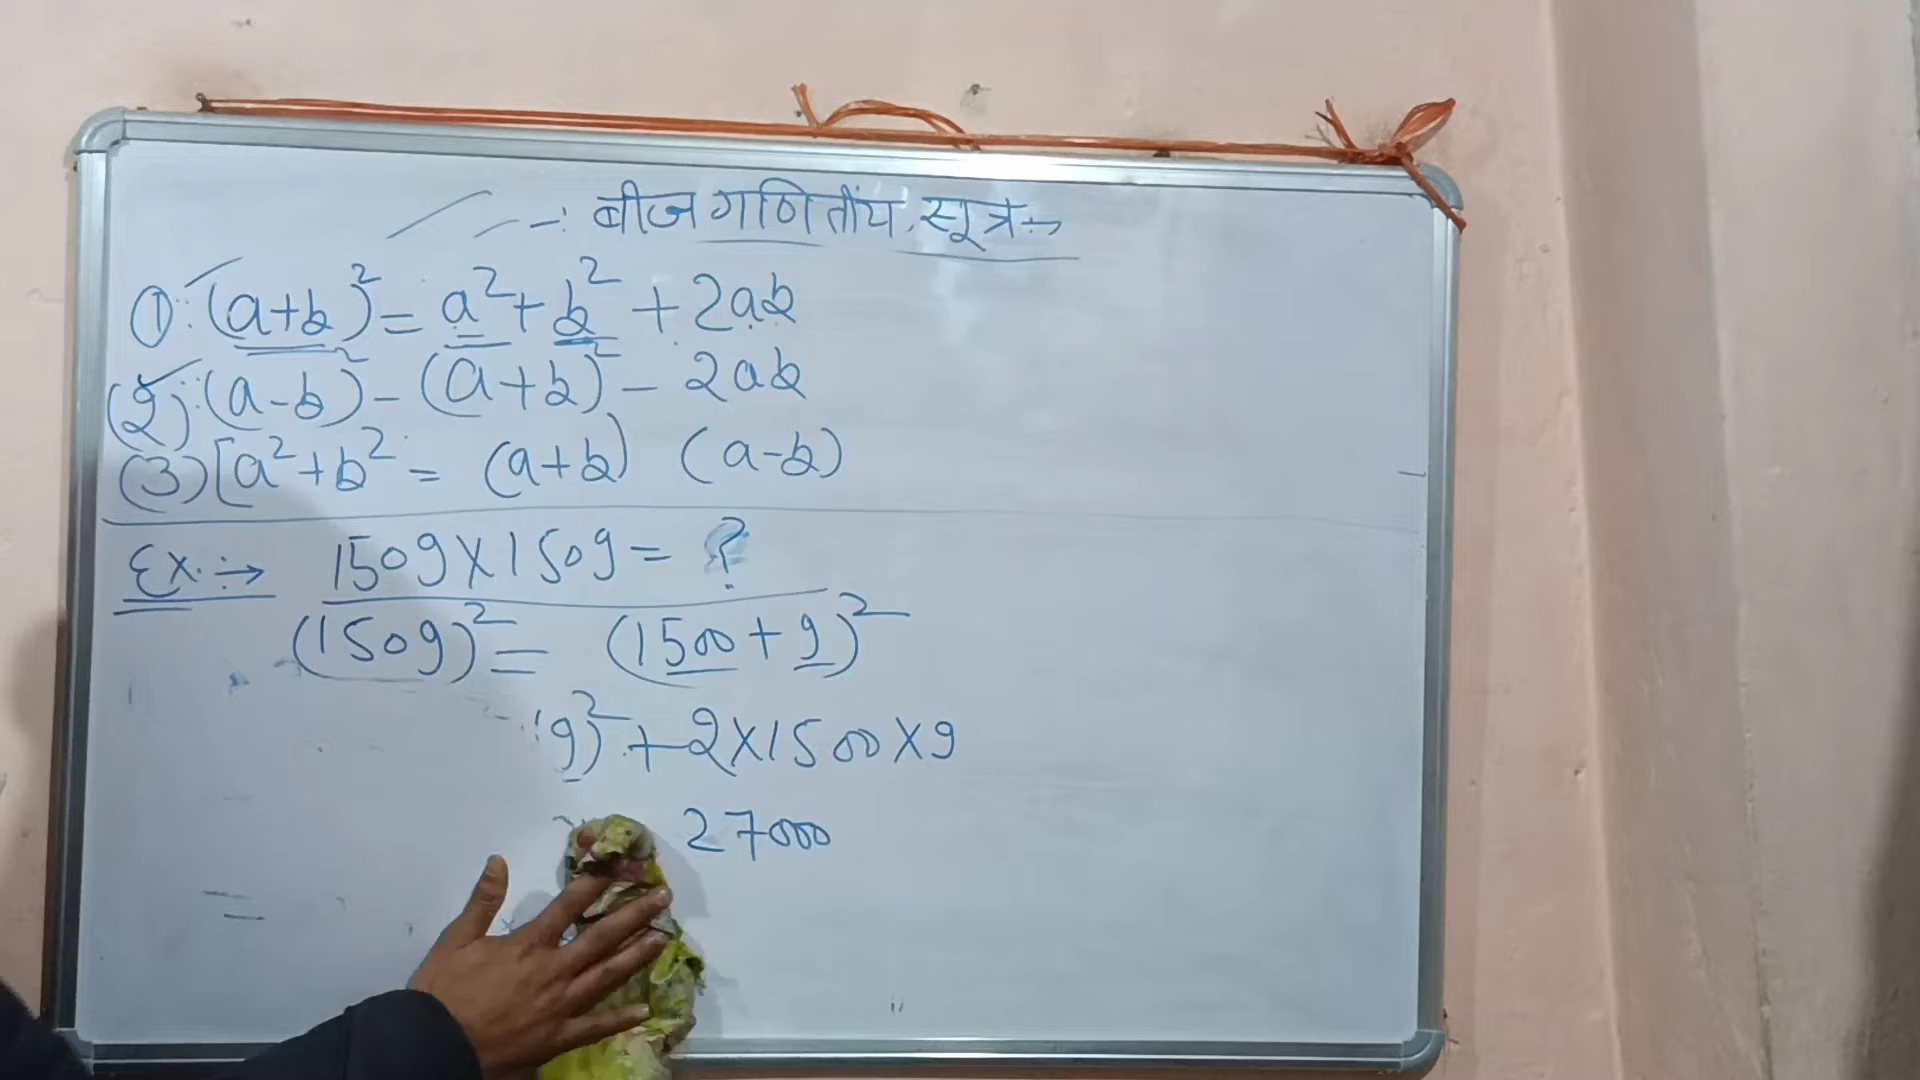 -: बीजगणितीय सूत्र :-
① (a+b)² = a² + b² + 2ab
(2) (a-b)² - (a+b)² - 2ab
(3) [a²+b² = (a+b) (a-b)
Ex :→ 1509×1509 = ?
(1509)² = (1500+9)²
9)² + 2×1500×9
27000
=